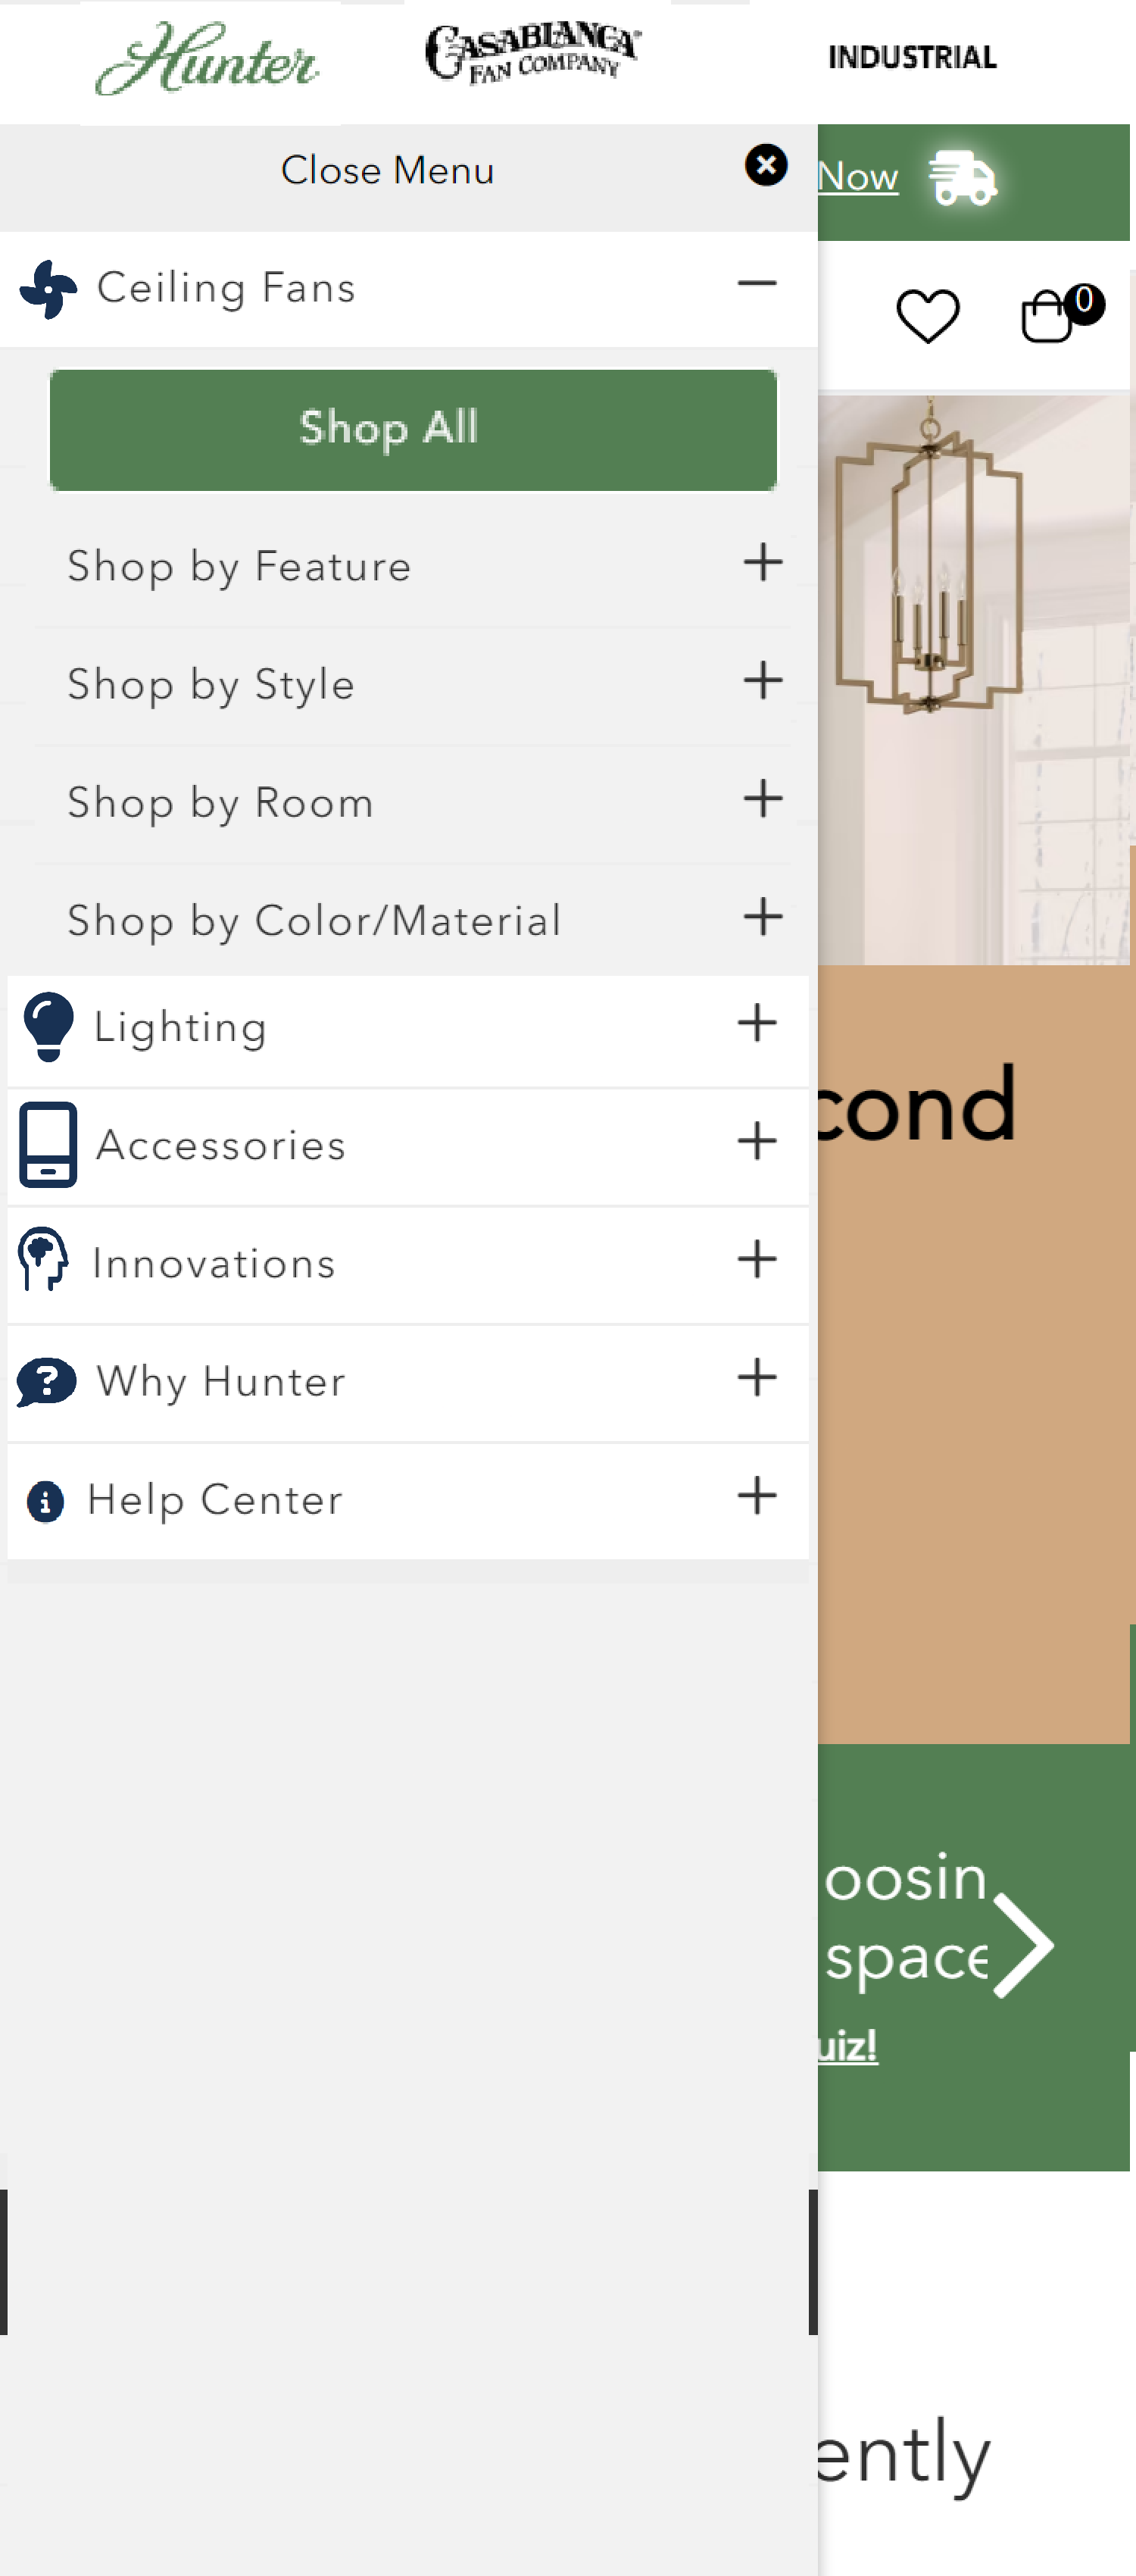 Hunter
CASABLANCA
FAN COMPANY
INDUSTRIAL
Close Menu
Now
Ceiling Fans
0
Shop All
Shop by Feature
Shop by Style
Shop by Room
Shop by Color/Material
Lighting
Accessories
cond
Innovations
Why Hunter
Help Center
oosin
space
uiz!
ently